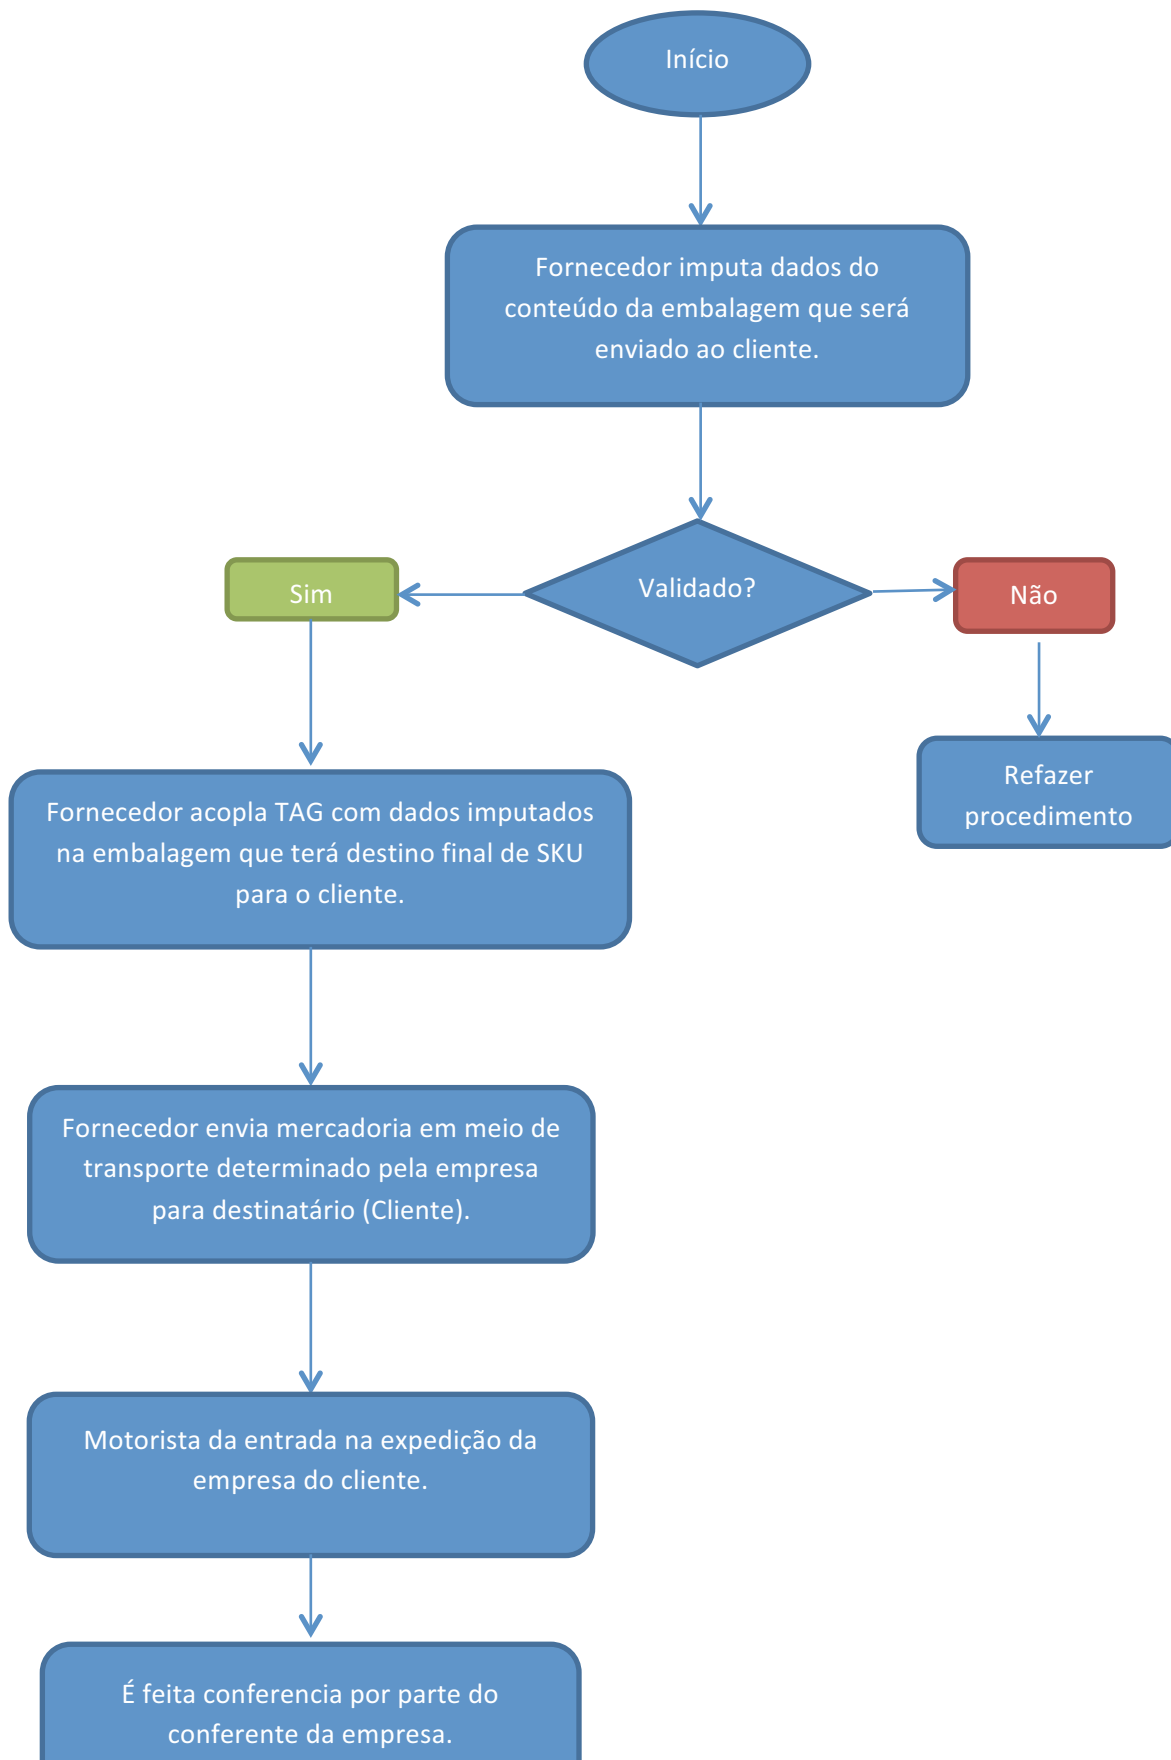 Início
Fornecedor imputa dados do
conteúdo da embalagem que será
enviado ao cliente.
Validado?
Sim
Não
Refazer
procedimento
Fornecedor acopla TAG com dados imputados
na embalagem que terá destino final de SKU
para o cliente.
Fornecedor envia mercadoria em meio de
transporte determinado pela empresa
para destinatário (Cliente).
Motorista da entrada na expedição da
empresa do cliente.
É feita conferencia por parte do
conferente da empresa.